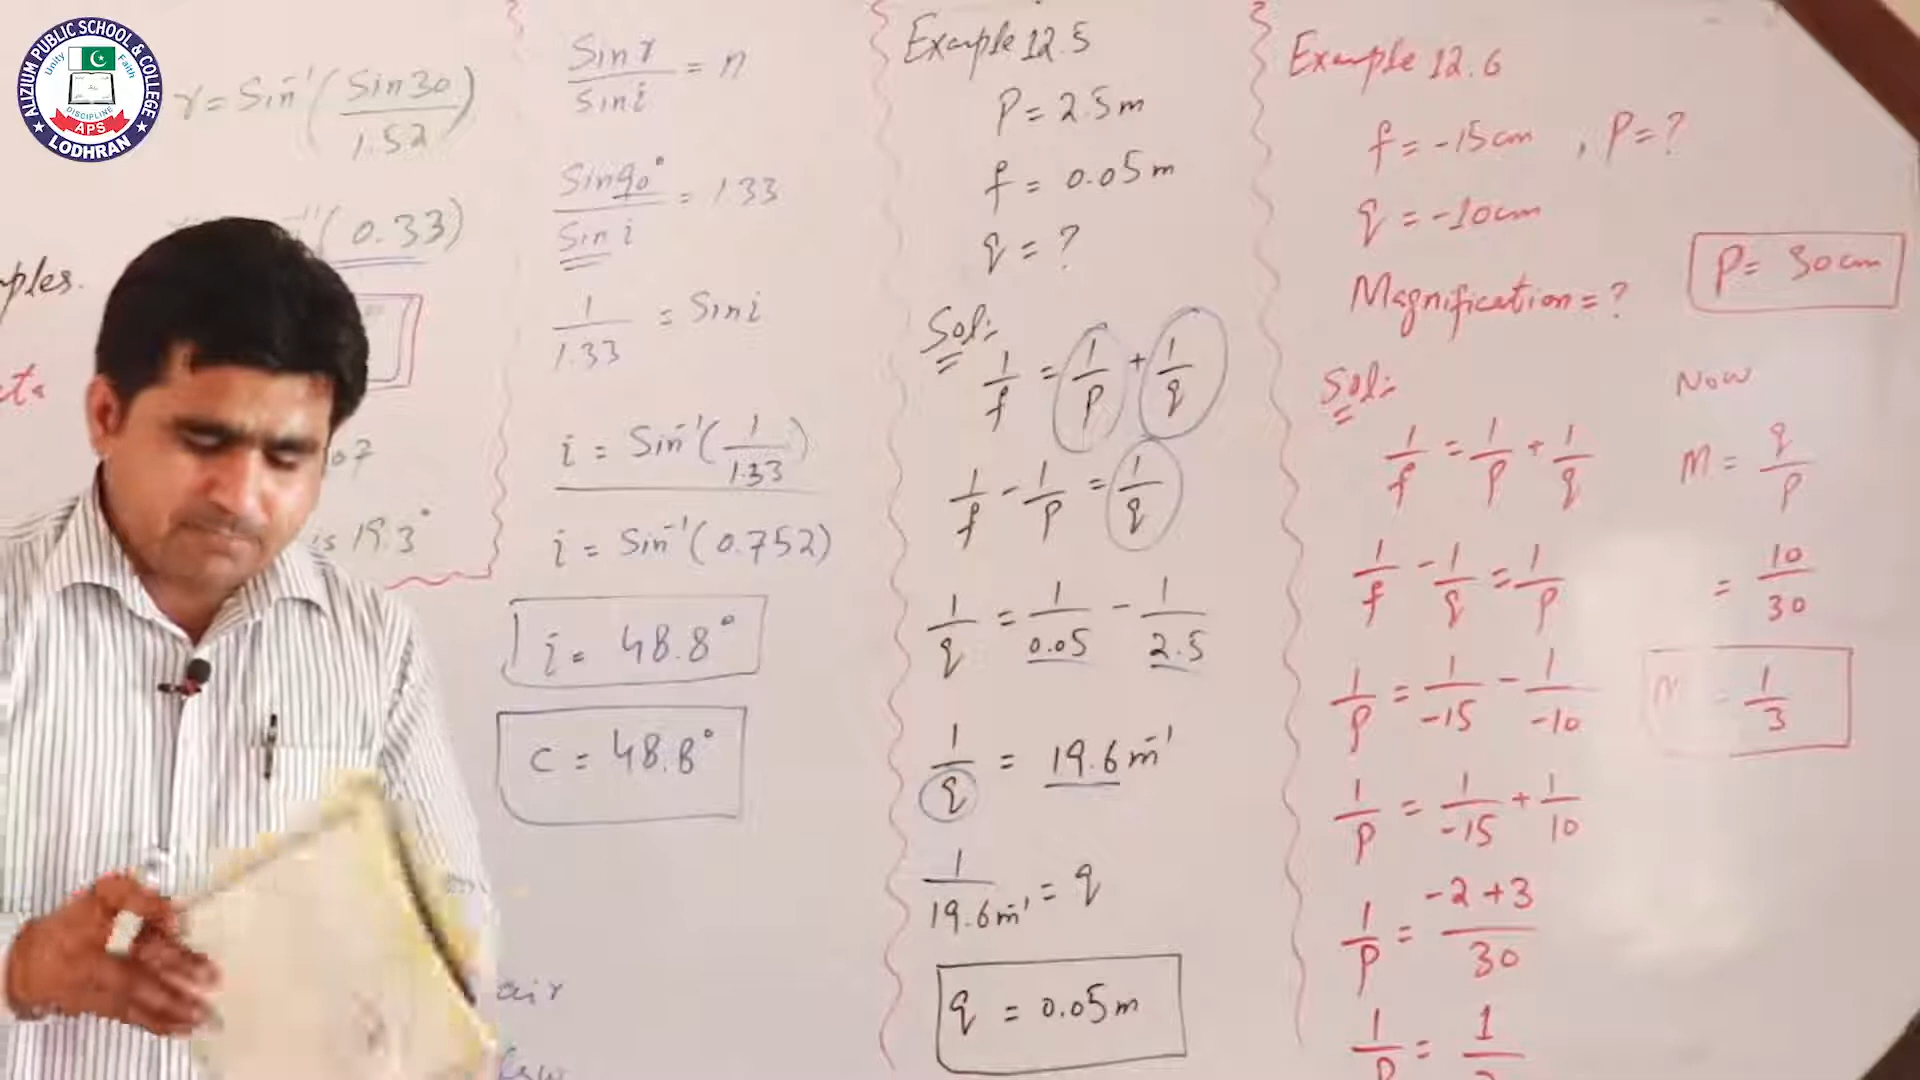 ALIZIUM PUBLIC SCHOOL & COLLEGE
Unity
Faith
DISCIPLINE
APS
LODHRAN
r = Sin⁻¹(Sin30/1.52)
(0.33)
ples.
is 19.3°
Sin r/Sin i = n
Sin90°/Sin i = 1.33
1/1.33 = Sin i
i = Sin⁻¹(1/1.33)
i = Sin⁻¹(0.752)
i = 48.8°
c = 48.8°
air
Law
Example 12.5
P = 2.5m
f = 0.05m
q = ?
Sol:
1/f = 1/p + 1/q
1/f - 1/p = 1/q
1/q = 1/0.05 - 1/2.5
1/q = 19.6 m⁻¹
1/19.6m⁻¹ = q
q = 0.05m
Example 12.6
f = -15cm , P = ?
q = -10cm
Magnification = ?
P = 30cm
Sol:
1/f = 1/p + 1/q
1/f - 1/q = 1/p
1/p = 1/-15 - 1/-10
1/p = 1/-15 + 1/10
1/p = -2+3/30
1/p = 1/
Now
M = q/p
= 10/30
1/3